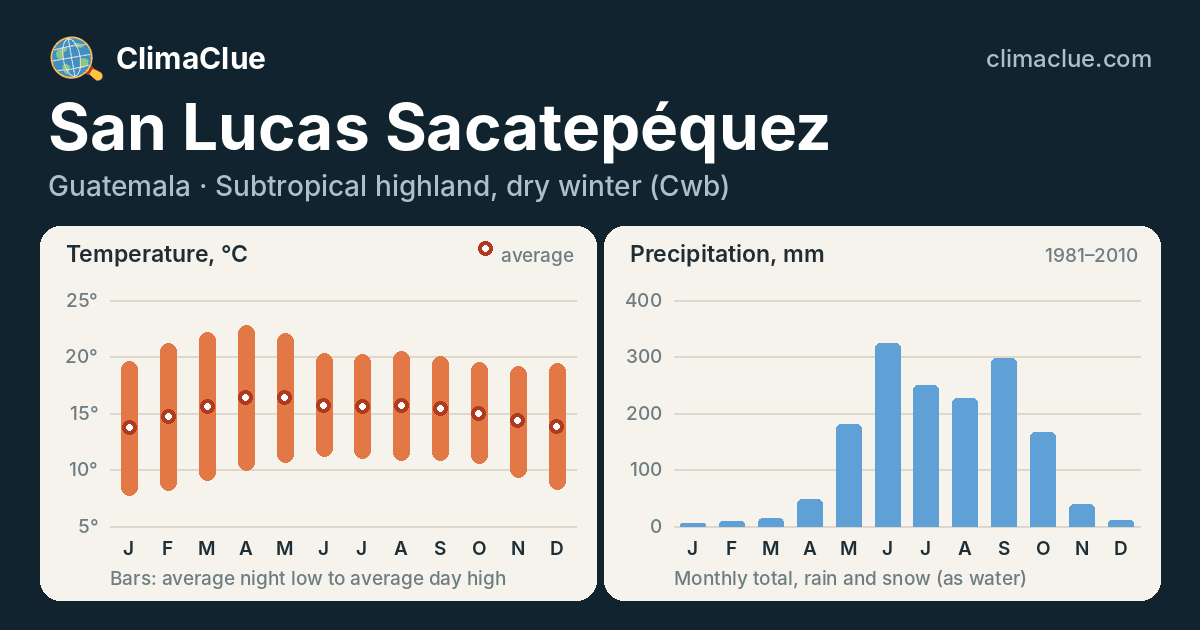 ClimaClue
climaclue.com
San Lucas Sacatepéquez
Guatemala · Subtropical highland, dry winter (Cwb)
Temperature, °C
average
25°
20°
15°
10°
5°
J F M A M J J A S O N D
Bars: average night low to average day high
Precipitation, mm
1981–2010
400
300
200
100
0
J F M A M J J A S O N D
Monthly total, rain and snow (as water)